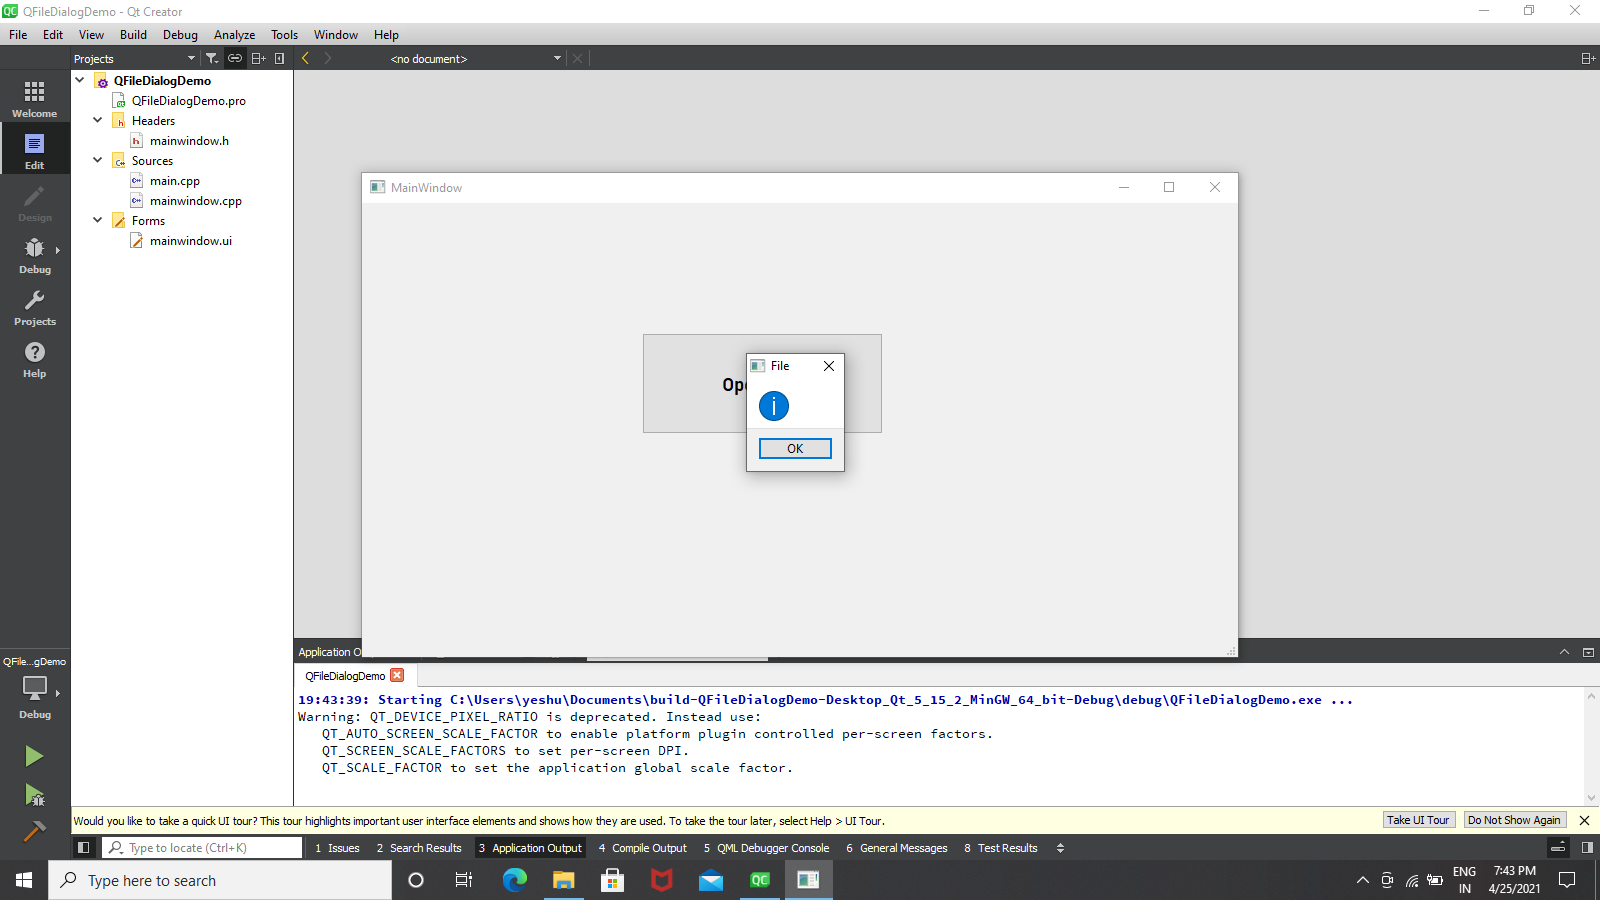 QFileDialogDemo - Qt Creator
File Edit View Build Debug Analyze Tools Window Help
Projects
<no document>
QFileDialogDemo
QFileDialogDemo.pro
Headers
mainwindow.h
Sources
main.cpp
mainwindow.cpp
Forms
mainwindow.ui
Welcome
Edit
Design
Debug
Projects
Help
QFile...gDemo
Debug
MainWindow
File
OK
QFileDialogDemo
19:43:39: Starting C:\Users\yeshu\Documents\build-QFileDialogDemo-Desktop_Qt_5_15_2_MinGW_64_bit-Debug\debug\QFileDialogDemo.exe ...
Warning: QT_DEVICE_PIXEL_RATIO is deprecated. Instead use:
QT_AUTO_SCREEN_SCALE_FACTOR to enable platform plugin controlled per-screen factors.
QT_SCREEN_SCALE_FACTORS to set per-screen DPI.
QT_SCALE_FACTOR to set the application global scale factor.
Would you like to take a quick UI tour? This tour highlights important user interface elements and shows how they are used. To take the tour later, select Help > UI Tour.
Take UI Tour Do Not Show Again
Type to locate (Ctrl+K) 1 Issues 2 Search Results 3 Application Output 4 Compile Output 5 QML Debugger Console 6 General Messages 8 Test Results
Type here to search
QC
ENG
IN
7:43 PM
4/25/2021